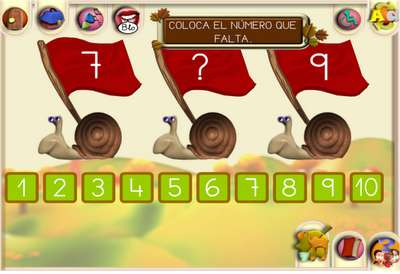 COLOCA EL NÚMERO QUE
FALTA.
7 ? 9
1 2 3 4 5 6 7 8 9 10